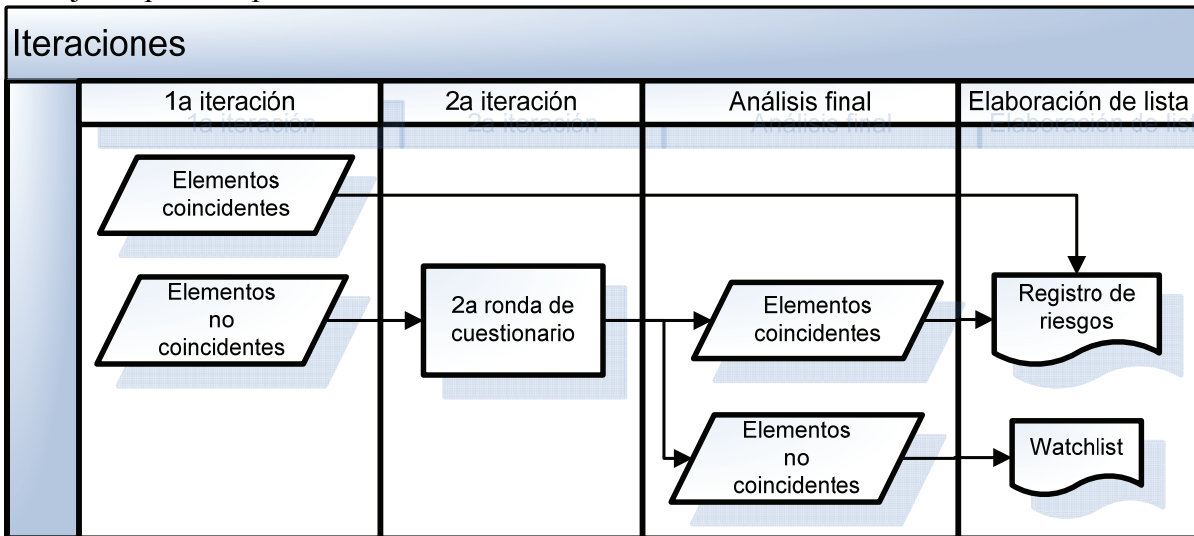 Iteraciones
1a iteración
2a iteración
Análisis final
Elaboración de lista
Elementos
coincidentes
Elementos
no
coincidentes
2a ronda de
cuestionario
Elementos
coincidentes
Registro de
riesgos
Elementos
no
coincidentes
Watchlist